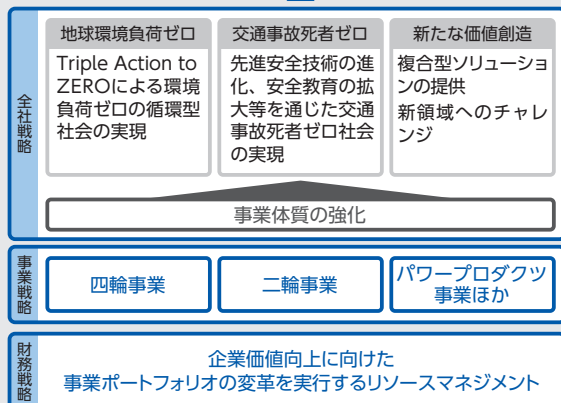 全社戦略
地球環境負荷ゼロ
Triple Action to
ZEROによる環境
負荷ゼロの循環型
社会の実現
交通事故死者ゼロ
先進安全技術の進
化、安全教育の拡
大等を通じた交通
事故死者ゼロ社会
の実現
新たな価値創造
複合型ソリューショ
ンの提供
新領域へのチャレ
ンジ
事業体質の強化
事業戦略
四輪事業
二輪事業
パワープロダクツ
事業ほか
財務戦略
企業価値向上に向けた
事業ポートフォリオの変革を実行するリソースマネジメント